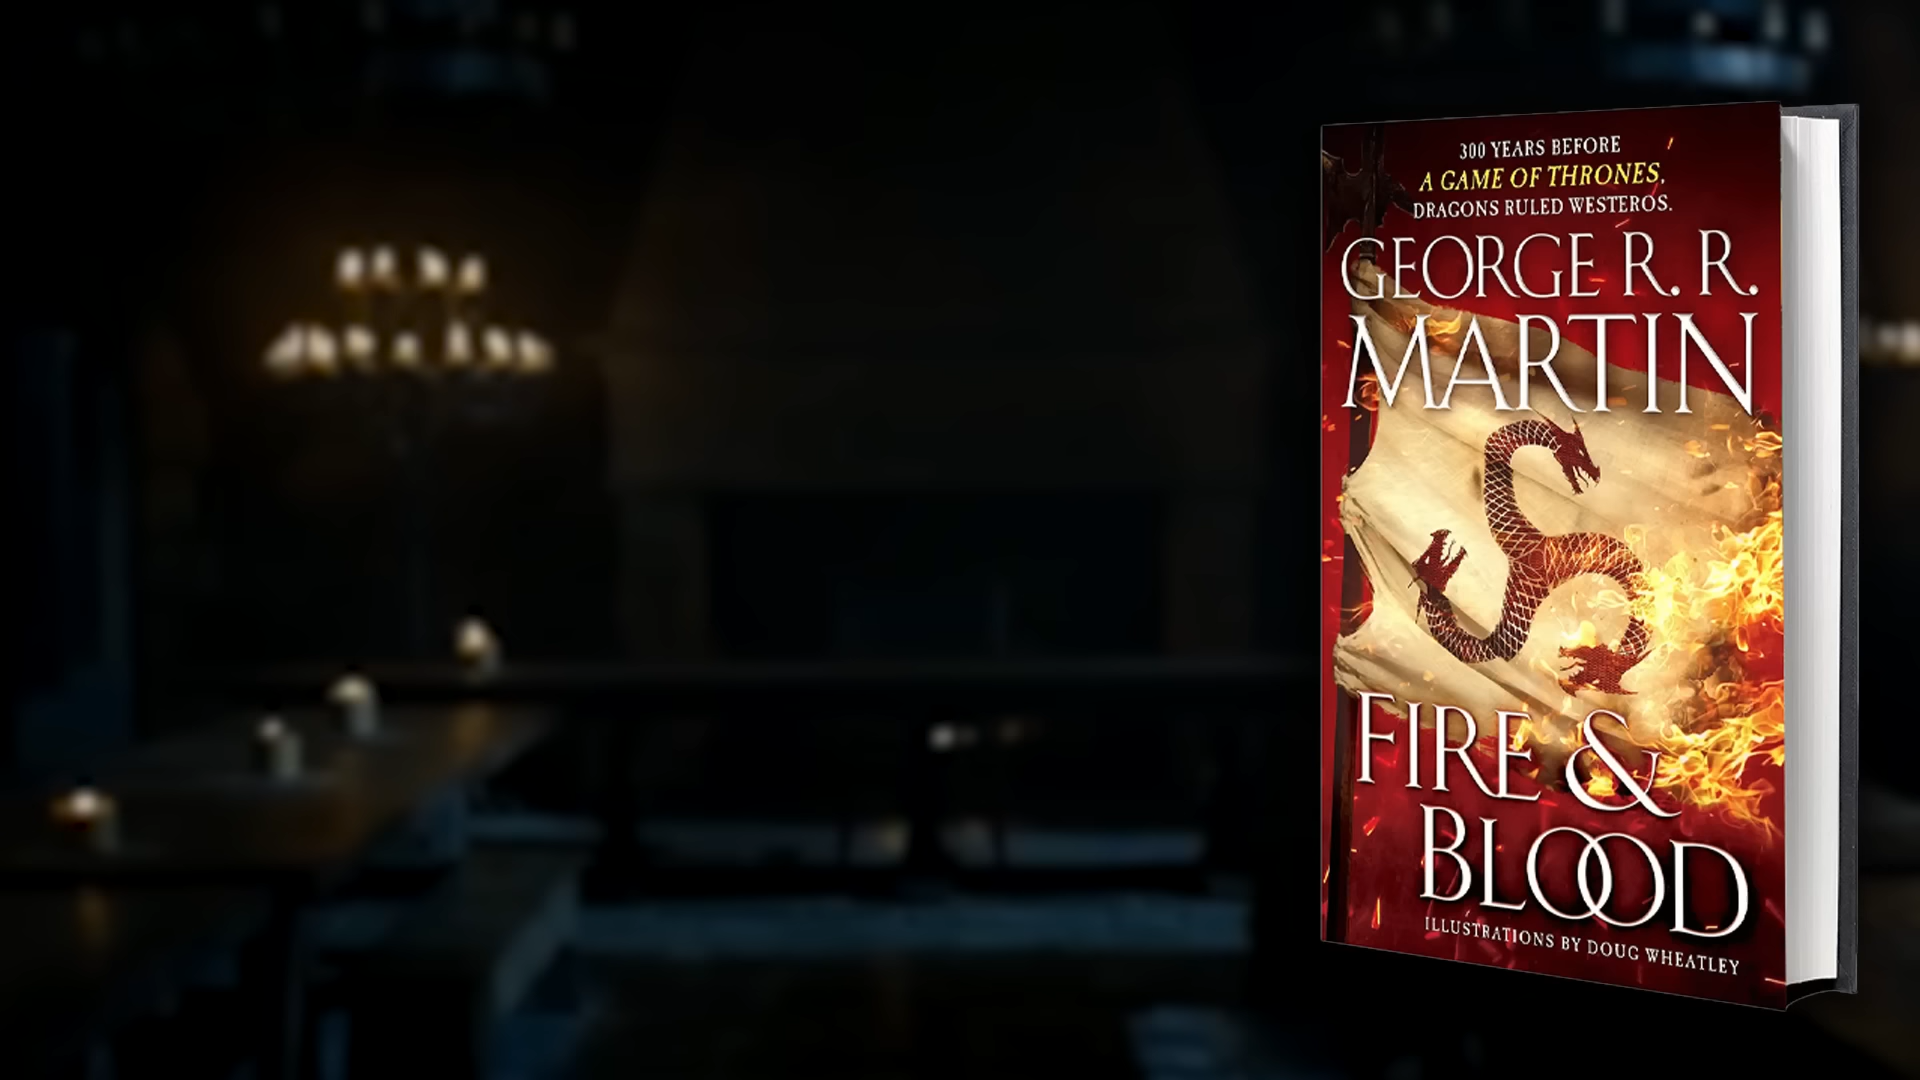 300 YEARS BEFORE
A GAME OF THRONES,
DRAGONS RULED WESTEROS.
GEORGE R. R.
MARTIN
FIRE &
BLOOD
ILLUSTRATIONS BY DOUG WHEATLEY